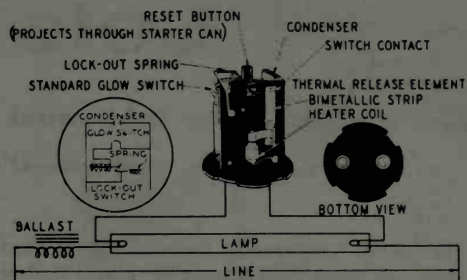 RESET BUTTON
(PROJECTS THROUGH STARTER CAN)
CONDENSER
SWITCH CONTACT
LOCK-OUT SPRING
STANDARD GLOW SWITCH
THERMAL RELEASE ELEMENT
BIMETALLIC STRIP
HEATER COIL
CONDENSER
GLOW SWITCH
SPRING
LOCK-OUT
SWITCH
BOTTOM VIEW
BALLAST
LAMP
LINE